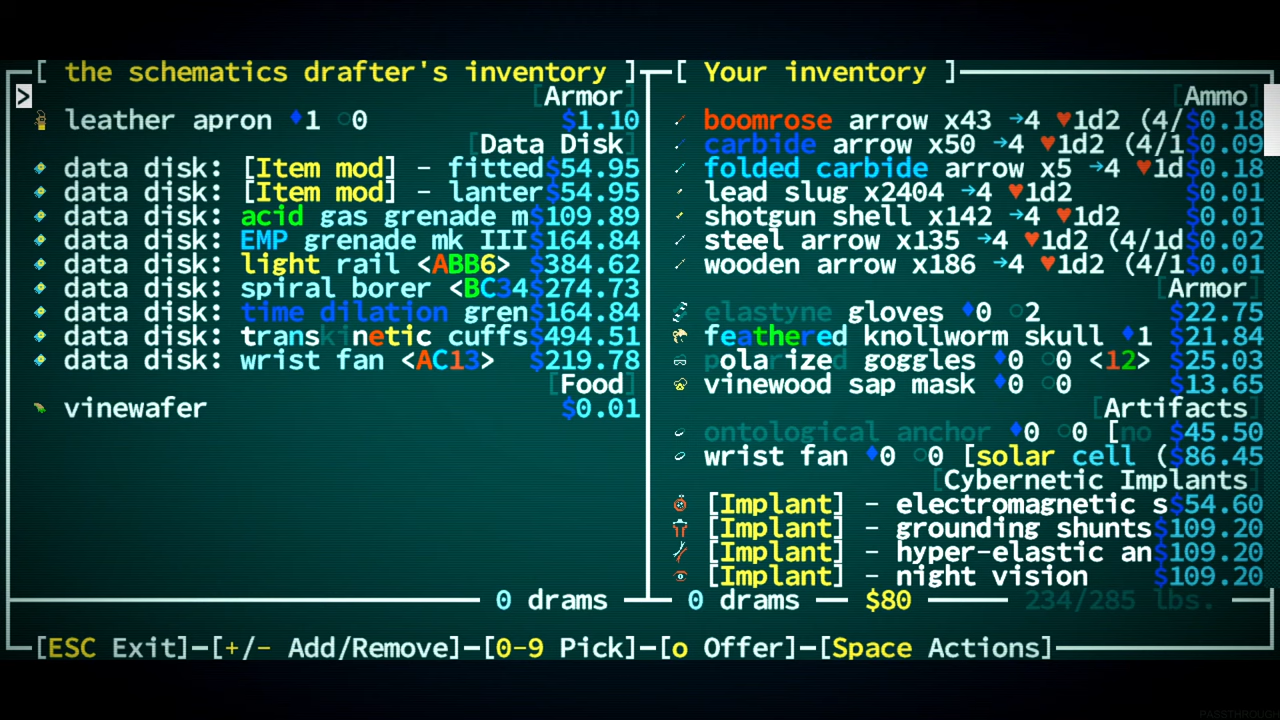 [ the schematics drafter's inventory ]
[Armor]
> leather apron ♦1 ○0 $1.10
[Data Disk]
data disk: [Item mod] - fitted$54.95
data disk: [Item mod] - lanter$54.95
data disk: acid gas grenade m$109.89
data disk: EMP grenade mk III$164.84
data disk: light rail <ABB6> $384.62
data disk: spiral borer <BC34$274.73
data disk: time dilation gren$164.84
data disk: transkinetic cuffs$494.51
data disk: wrist fan <AC13> $219.78
[Food]
vinewafer $0.01
0 drams
[ Your inventory ]
[Ammo]
boomrose arrow x43 →4 ♥1d2 (4/$0.18
carbide arrow x50 →4 ♥1d2 (4/1$0.09
folded carbide arrow x5 →4 ♥1d$0.18
lead slug x2404 →4 ♥1d2 $0.01
shotgun shell x142 →4 ♥1d2 $0.01
steel arrow x135 →4 ♥1d2 (4/1d$0.02
wooden arrow x186 →4 ♥1d2 (4/1$0.01
[Armor]
elastyne gloves ♦0 ○2 $22.75
feathered knollworm skull ♦1 $21.84
polarized goggles ♦0 ○0 <12> $25.03
vinewood sap mask ♦0 ○0 $13.65
[Artifacts]
ontological anchor ♦0 ○0 [no $45.50
wrist fan ♦0 ○0 [solar cell ($86.45
[Cybernetic Implants]
[Implant] - electromagnetic s$54.60
[Implant] - grounding shunts$109.20
[Implant] - hyper-elastic an$109.20
[Implant] - night vision $109.20
0 drams $80 234/285 lbs.
[ESC Exit]-[+/- Add/Remove]-[0-9 Pick]-[o Offer]-[Space Actions]